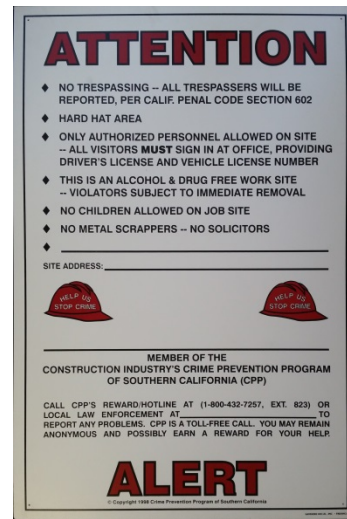 ATTENTION
♦ NO TRESPASSING -- ALL TRESPASSERS WILL BE
REPORTED, PER CALIF. PENAL CODE SECTION 602
♦ HARD HAT AREA
♦ ONLY AUTHORIZED PERSONNEL ALLOWED ON SITE
-- ALL VISITORS MUST SIGN IN AT OFFICE, PROVIDING
DRIVER'S LICENSE AND VEHICLE LICENSE NUMBER
♦ THIS IS AN ALCOHOL & DRUG FREE WORK SITE
-- VIOLATORS SUBJECT TO IMMEDIATE REMOVAL
♦ NO CHILDREN ALLOWED ON JOB SITE
♦ NO METAL SCRAPPERS -- NO SOLICITORS
♦
SITE ADDRESS:
HELP US
STOP CRIME
HELP US
STOP CRIME
MEMBER OF THE
CONSTRUCTION INDUSTRY'S CRIME PREVENTION PROGRAM
OF SOUTHERN CALIFORNIA (CPP)
CALL CPP'S REWARD/HOTLINE AT (1-800-432-7257, EXT. 823) OR
LOCAL LAW ENFORCEMENT AT TO
REPORT ANY PROBLEMS. CPP IS A TOLL-FREE CALL. YOU MAY REMAIN
ANONYMOUS AND POSSIBLY EARN A REWARD FOR YOUR HELP.
ALERT
© Copyright 1998 Crime Prevention Program of Southern California